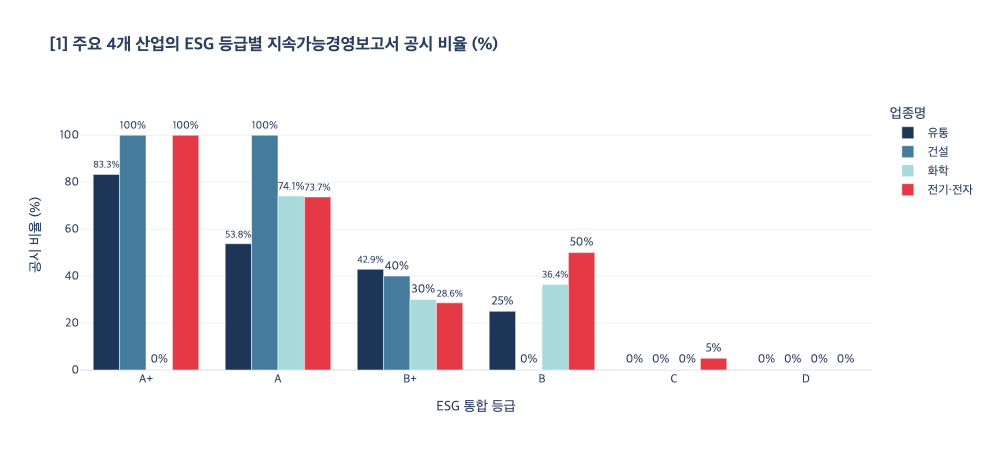 [1] 주요 4개 산업의 ESG 등급별 지속가능경영보고서 공시 비율 (%)
업종명
유통
건설
화학
전기·전자
공시 비율 (%)
100
80
60
40
20
0
83.3%
100%
0%
100%
53.8%
100%
74.1%
73.7%
42.9%
40%
30%
28.6%
25%
0%
36.4%
50%
0%
0%
0%
5%
0%
0%
0%
0%
A+
A
B+
B
C
D
ESG 통합 등급